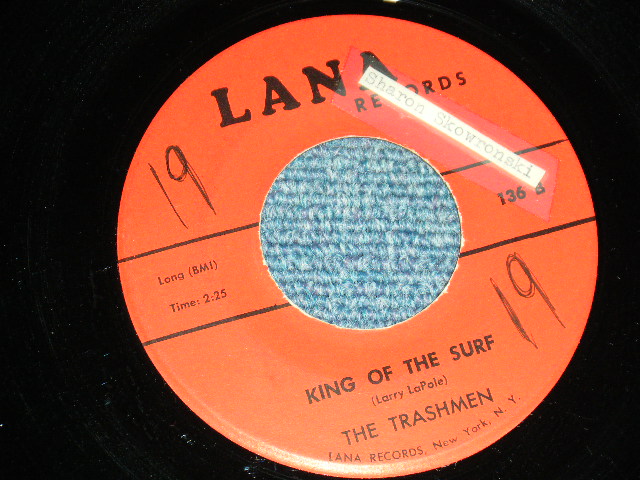 LANA
RECORDS
Sharon Skowronski
19
136 B
Long (BMI)
Time: 2:25
19
KING OF THE SURF
(Larry LaPole)
THE TRASHMEN
LANA RECORDS, New York, N. Y.